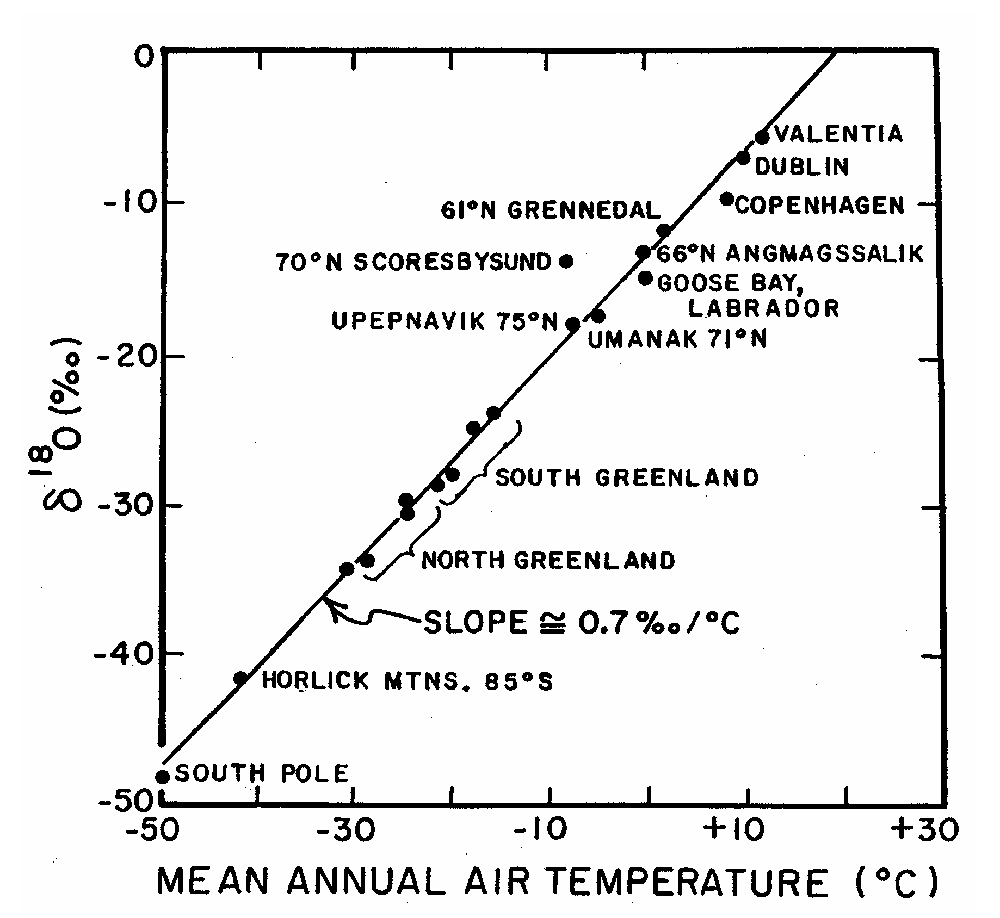 0
VALENTIA
DUBLIN
-10
61°N GRENNEDAL
COPENHAGEN
70°N SCORESBYSUND
66°N ANGMAGSSALIK
GOOSE BAY,
LABRADOR
UPEPNAVIK 75°N
UMANAK 71°N
-20
δ18O (‰)
SOUTH GREENLAND
-30
NORTH GREENLAND
SLOPE ≅ 0.7‰/°C
-40
HORLICK MTNS. 85°S
SOUTH POLE
-50
-50 -30 -10 +10 +30
MEAN ANNUAL AIR TEMPERATURE (°C)